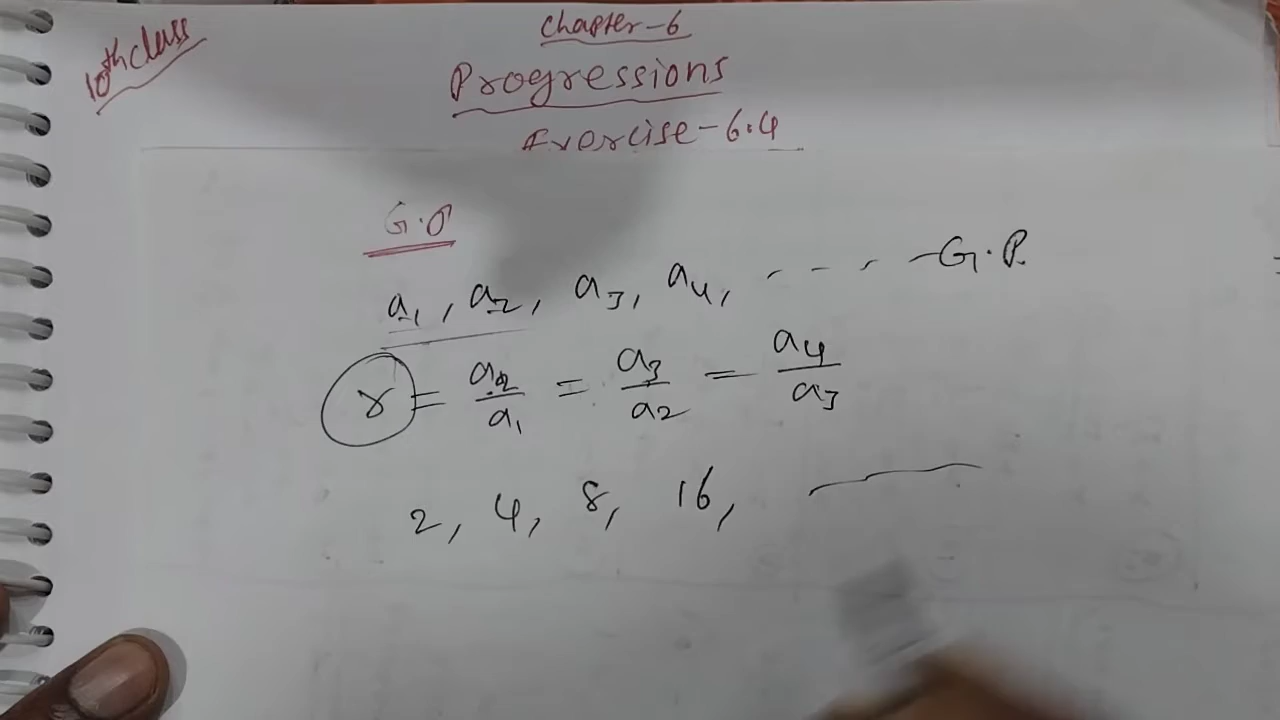 Chapter-6
10th class
Progressions
Exercise-6.4
G.P
a1, a2, a3, a4, - - - - G.P.
r = a2/a1 = a3/a2 = a4/a3
2, 4, 8, 16,